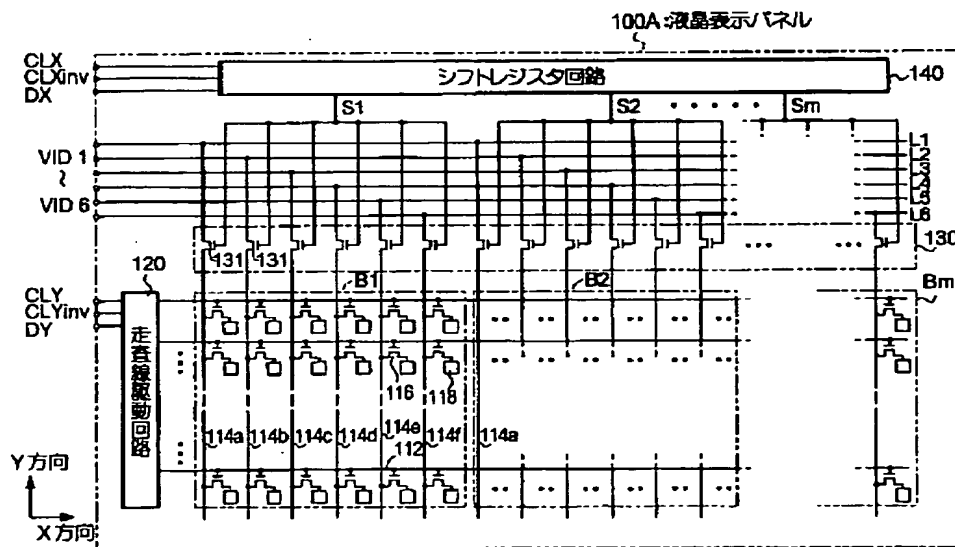 100A:液晶表示パネル
CLX
CLXinv
DX
シフトレジスタ回路
140
S1
S2
Sm
VID 1
~
VID 6
L1
L2
L3
L4
L5
L6
131
131
130
120
B1
B2
Bm
CLY
CLYinv
DY
走査線駆動回路
116
118
114a
114b
114c
114d
114e
114f
114a
112
Y方向
X方向